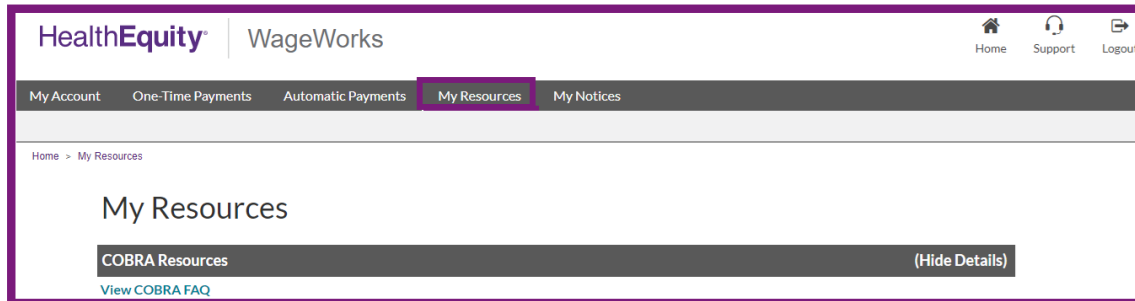 HealthEquity® WageWorks
Home Support Logout
My Account One-Time Payments Automatic Payments My Resources My Notices
Home > My Resources
My Resources
COBRA Resources (Hide Details)
View COBRA FAQ